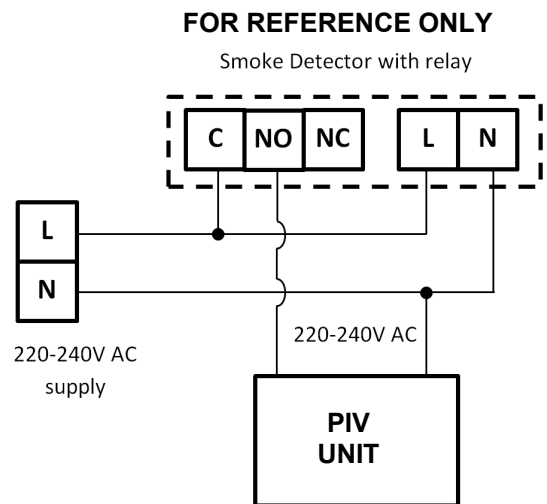 FOR REFERENCE ONLY
Smoke Detector with relay
C NO NC L N
L
N
220-240V AC
supply
220-240V AC
PIV
UNIT